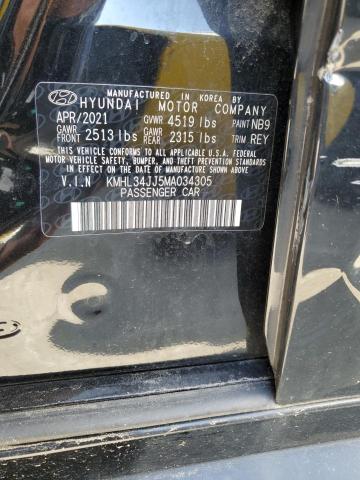 MANUFACTURED IN KOREA BY
HYUNDAI MOTOR COMPANY
APR/2021 GVWR 4519 lbs PAINT NB9
GAWR FRONT 2513 lbs GAWR REAR 2315 lbs TRIM REY
THIS VEHICLE CONFORMS TO ALL APPLICABLE U.S.A. FEDERAL
MOTOR VEHICLE SAFETY, BUMPER, AND THEFT PREVENTION
STANDARDS IN EFFECT ON THE DATE OF MANUFACTURE SHOWN ABOVE.
V.I.N KMHL34JJ5MA034305
PASSENGER CAR